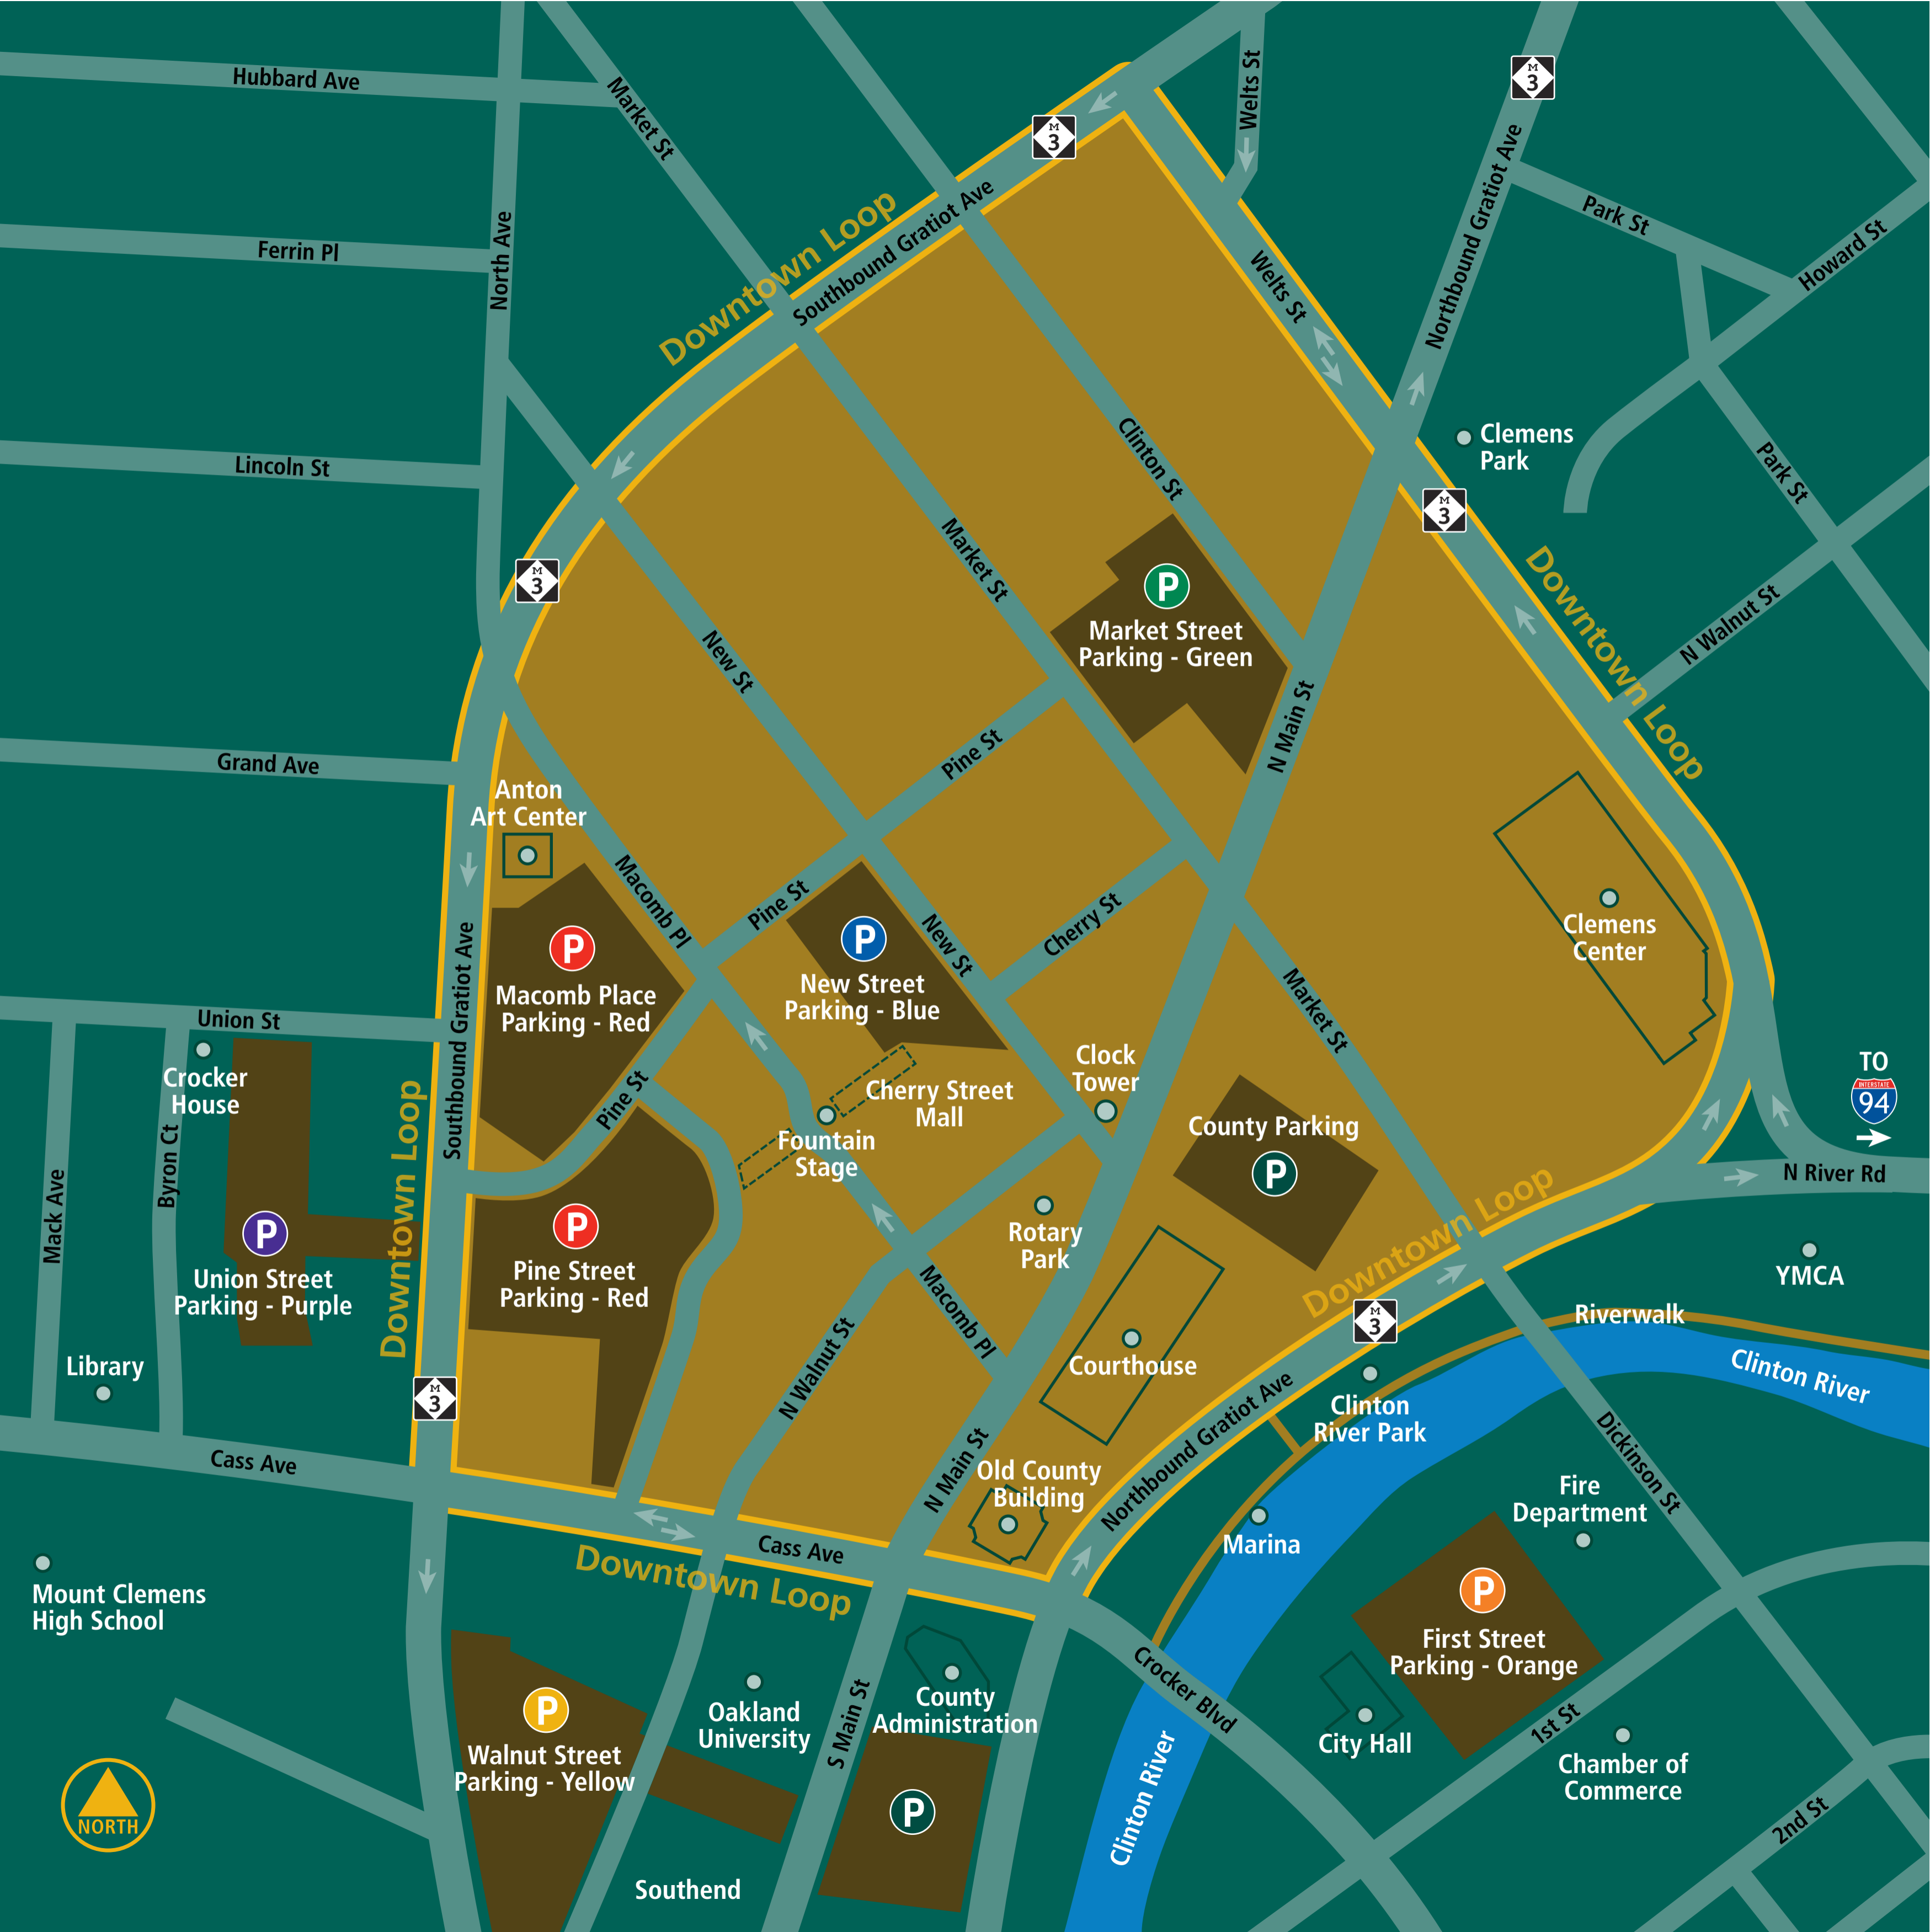 Hubbard Ave
Market St
Welts St
M
3
M
3
Park St
Howard St
Ferrin Pl
North Ave
Downtown Loop
Southbound Gratiot Ave
Welts St
Northbound Gratiot Ave
Lincoln St
Clinton St
Clemens
Park
Park St
M
3
M
3
Market St
Market Street
Parking - Green
New St
Downtown Loop
N Walnut St
Grand Ave
Pine St
N Main St
Anton
Art Center
Macomb Pl
Pine St
New St
Cherry St
Clemens
Center
Macomb Place
Parking - Red
New Street
Parking - Blue
Market St
Union St
Southbound Gratiot Ave
Crocker
House
Pine St
Cherry Street
Mall
Clock
Tower
TO
INTERSTATE
94
Fountain
Stage
County Parking
P
P
P
P
N River Rd
Mack Ave
Byron Ct
Downtown Loop
P
Union Street
Parking - Purple
P
Pine Street
Parking - Red
Rotary
Park
Downtown Loop
YMCA
Macomb Pl
M
3
Riverwalk
Clinton River
Library
M
3
N Walnut St
Courthouse
Clinton
River Park
Northbound Gratiot Ave
Dickinson St
Cass Ave
N Main St
Old County
Building
Cass Ave
Downtown Loop
Marina
Fire
Department
Mount Clemens
High School
P
First Street
Parking - Orange
Crocker Blvd
P
Walnut Street
Parking - Yellow
Oakland
University
S Main St
County
Administration
City Hall
1st St
Chamber of
Commerce
P
Clinton River
2nd St
NORTH
Southend